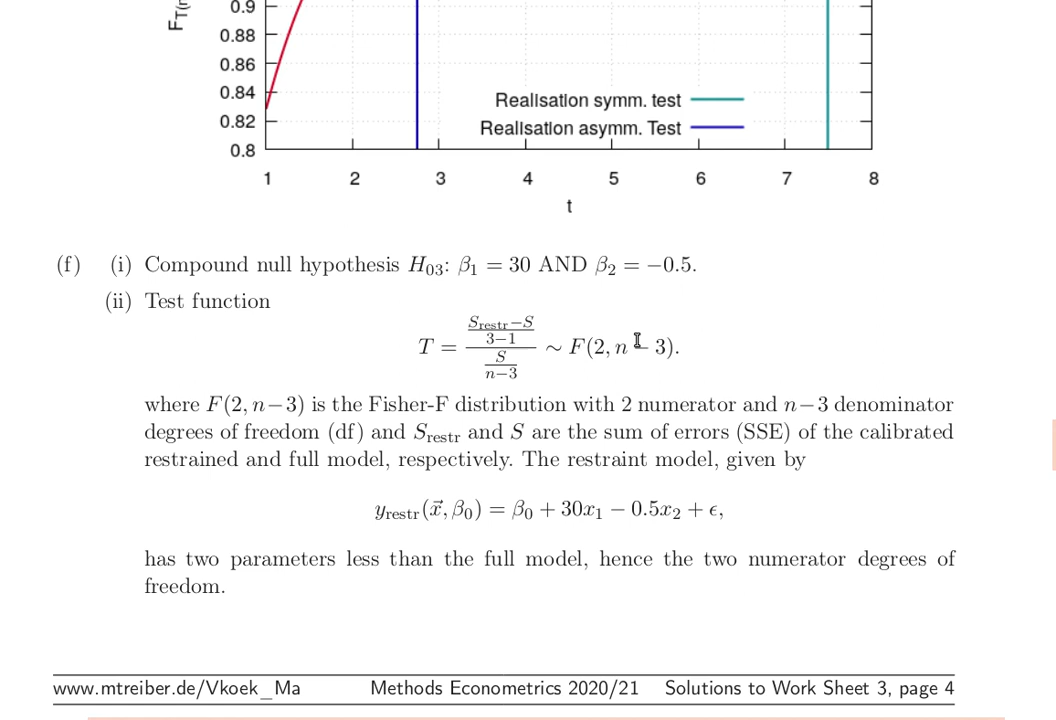 F_T(
0.9
0.88
0.86
0.84
0.82
0.8
Realisation symm. test
Realisation asymm. Test
1 2 3 4 5 6 7 8
t
(f) (i) Compound null hypothesis H₀₃: β₁ = 30 AND β₂ = −0.5.
(ii) Test function
T = ((S_restr − S)/(3−1)) / (S/(n−3)) ∼ F(2, n − 3).
where F(2, n−3) is the Fisher-F distribution with 2 numerator and n−3 denominator
degrees of freedom (df) and S_restr and S are the sum of errors (SSE) of the calibrated
restrained and full model, respectively. The restraint model, given by
y_restr(x⃗, β₀) = β₀ + 30x₁ − 0.5x₂ + ϵ,
has two parameters less than the full model, hence the two numerator degrees of
freedom.
www.mtreiber.de/Vkoek_Ma Methods Econometrics 2020/21 Solutions to Work Sheet 3, page 4